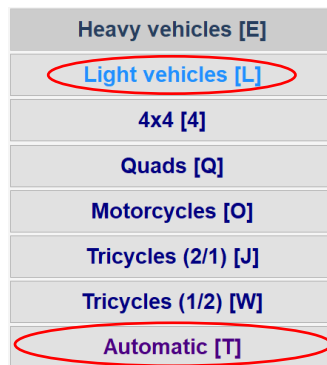 Heavy vehicles [E]
Light vehicles [L]
4x4 [4]
Quads [Q]
Motorcycles [O]
Tricycles (2/1) [J]
Tricycles (1/2) [W]
Automatic [T]